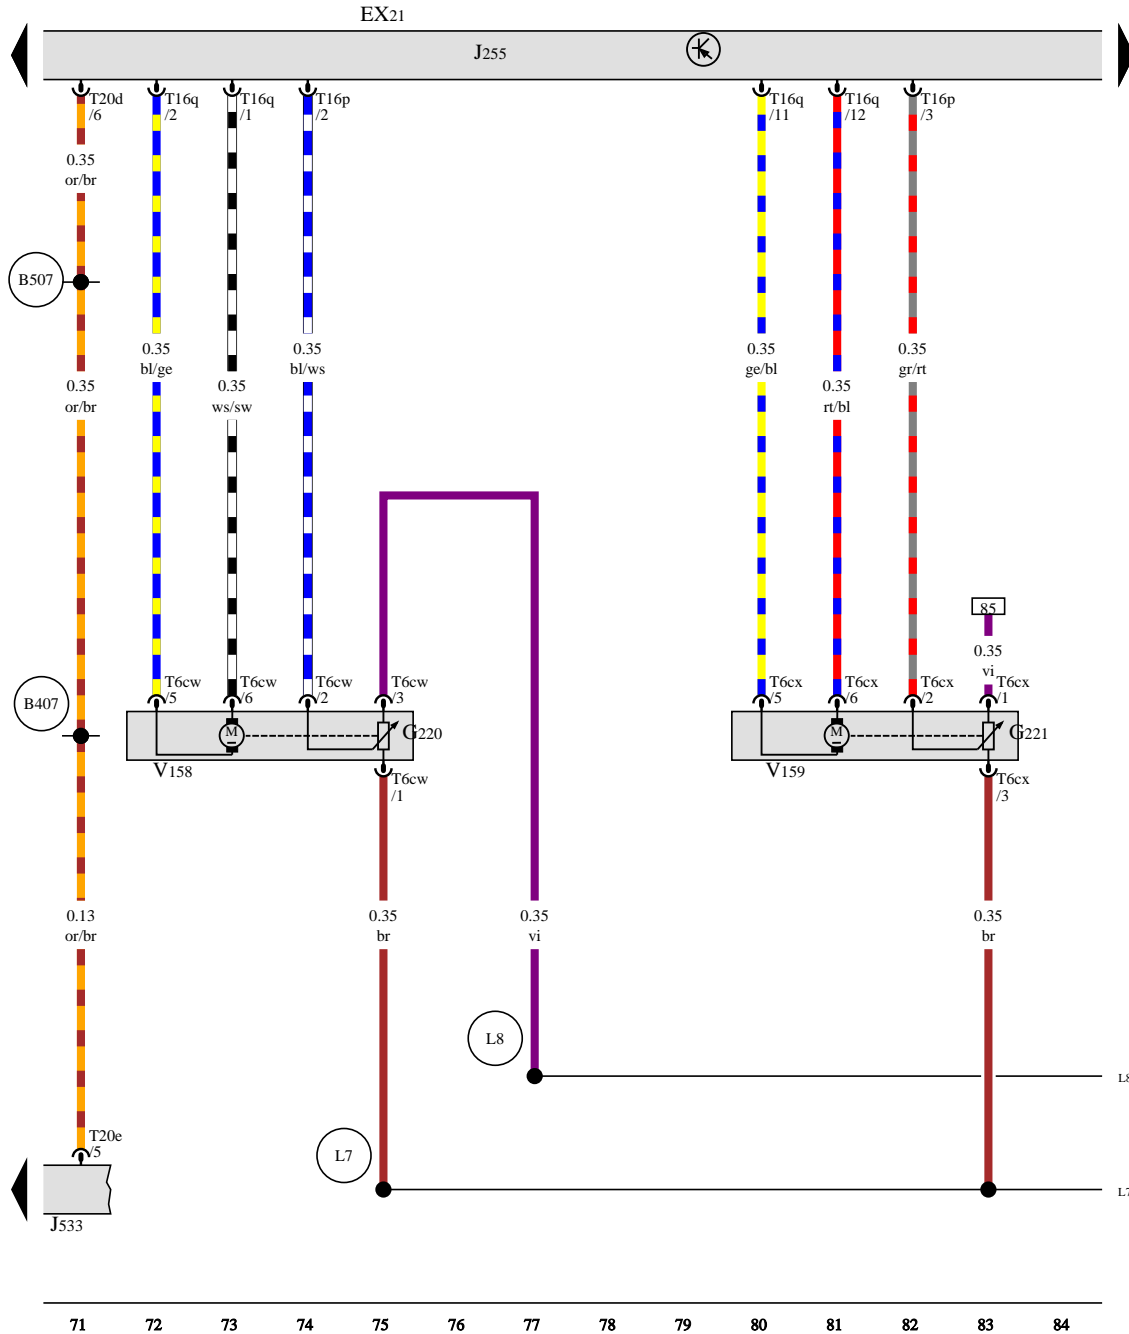 EX21
J255
T20d
/6
T16q
/2
T16q
/1
T16p
/2
T16q
/11
T16q
/12
T16p
/3
0.35
or/br
B507
0.35
bl/ge
0.35
bl/ws
0.35
ge/bl
0.35
gr/rt
0.35
or/br
0.35
ws/sw
0.35
rt/bl
85
0.35
vi
B407
T6cw
/5
T6cw
/6
T6cw
/2
T6cw
/3
T6cx
/5
T6cx
/6
T6cx
/2
T6cx
/1
M
G220
M
G221
V158
T6cw
/1
V159
T6cx
/3
0.13
or/br
0.35
br
0.35
vi
0.35
br
L8
L8
T20e
/5
L7
L7
J533
71 72 73 74 75 76 77 78 79 80 81 82 83 84